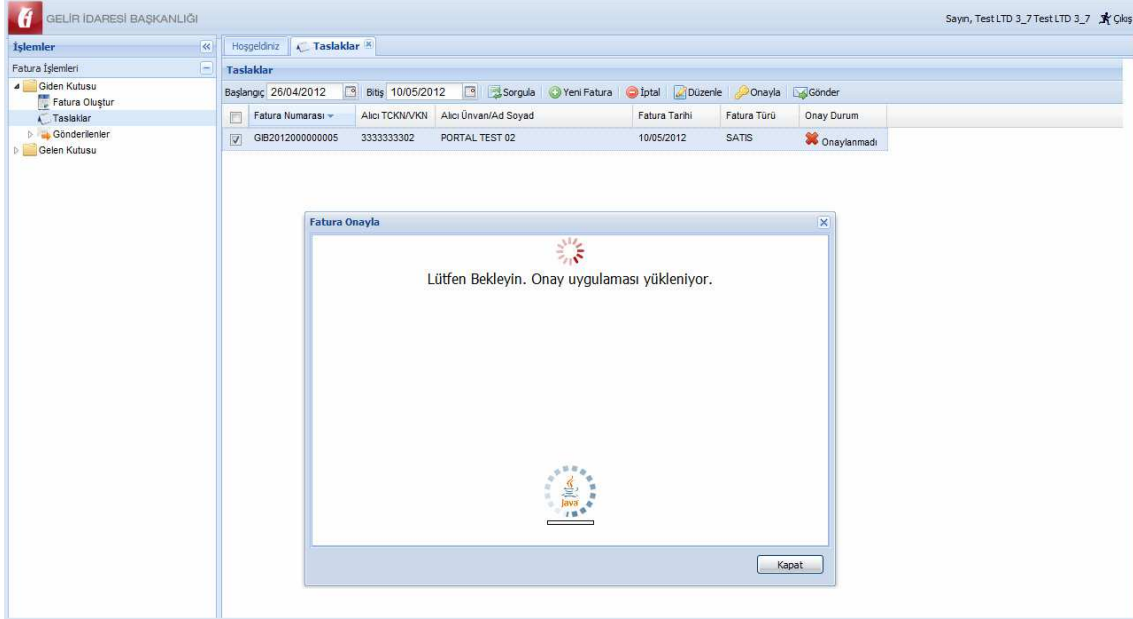 GELİR İDARESİ BAŞKANLIĞI
Sayın, Test LTD 3_7 Test LTD 3_7 Çıkış
İşlemler
Hoşgeldiniz Taslaklar
Fatura İşlemleri
Taslaklar
Giden Kutusu
Başlangıç 26/04/2012 Bitiş 10/05/2012 Sorgula Yeni Fatura İptal Düzenle Onayla Gönder
Fatura Oluştur
Taslaklar
Fatura Numarası Alıcı TCKN/VKN Alıcı Ünvan/Ad Soyad Fatura Tarihi Fatura Türü Onay Durum
Gönderilenler
GIB2012000000005 3333333302 PORTAL TEST 02 10/05/2012 SATIS Onaylanmadı
Gelen Kutusu
Fatura Onayla
Lütfen Bekleyin. Onay uygulaması yükleniyor.
Java
Kapat